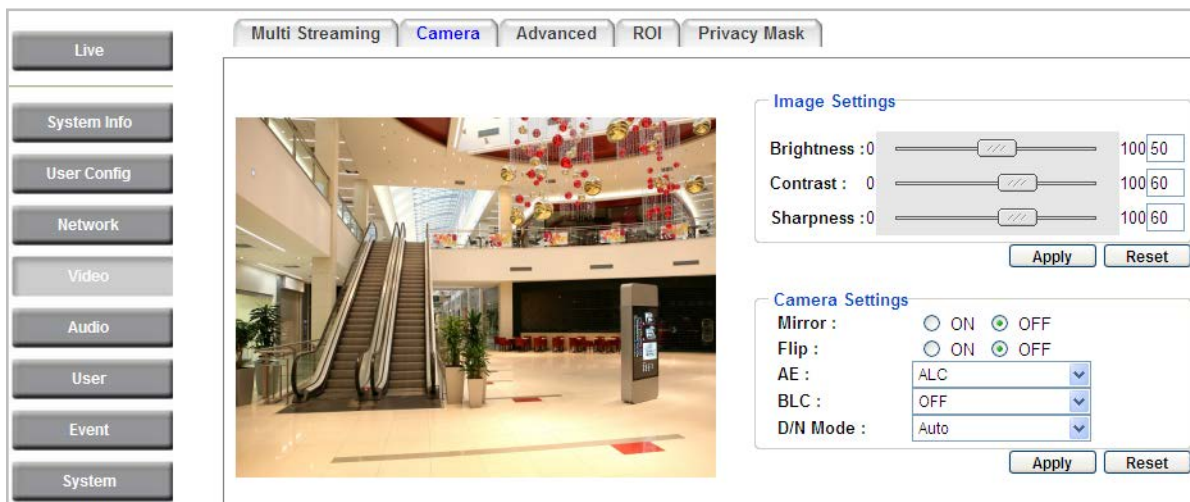 Multi Streaming Camera Advanced ROI Privacy Mask
Live
System Info
User Config
Network
Video
Audio
User
Event
System
Image Settings
Brightness : 0 100 50
Contrast : 0 100 60
Sharpness : 0 100 60
Apply Reset
Camera Settings
Mirror : ON OFF
Flip : ON OFF
AE : ALC
BLC : OFF
D/N Mode : Auto
Apply Reset